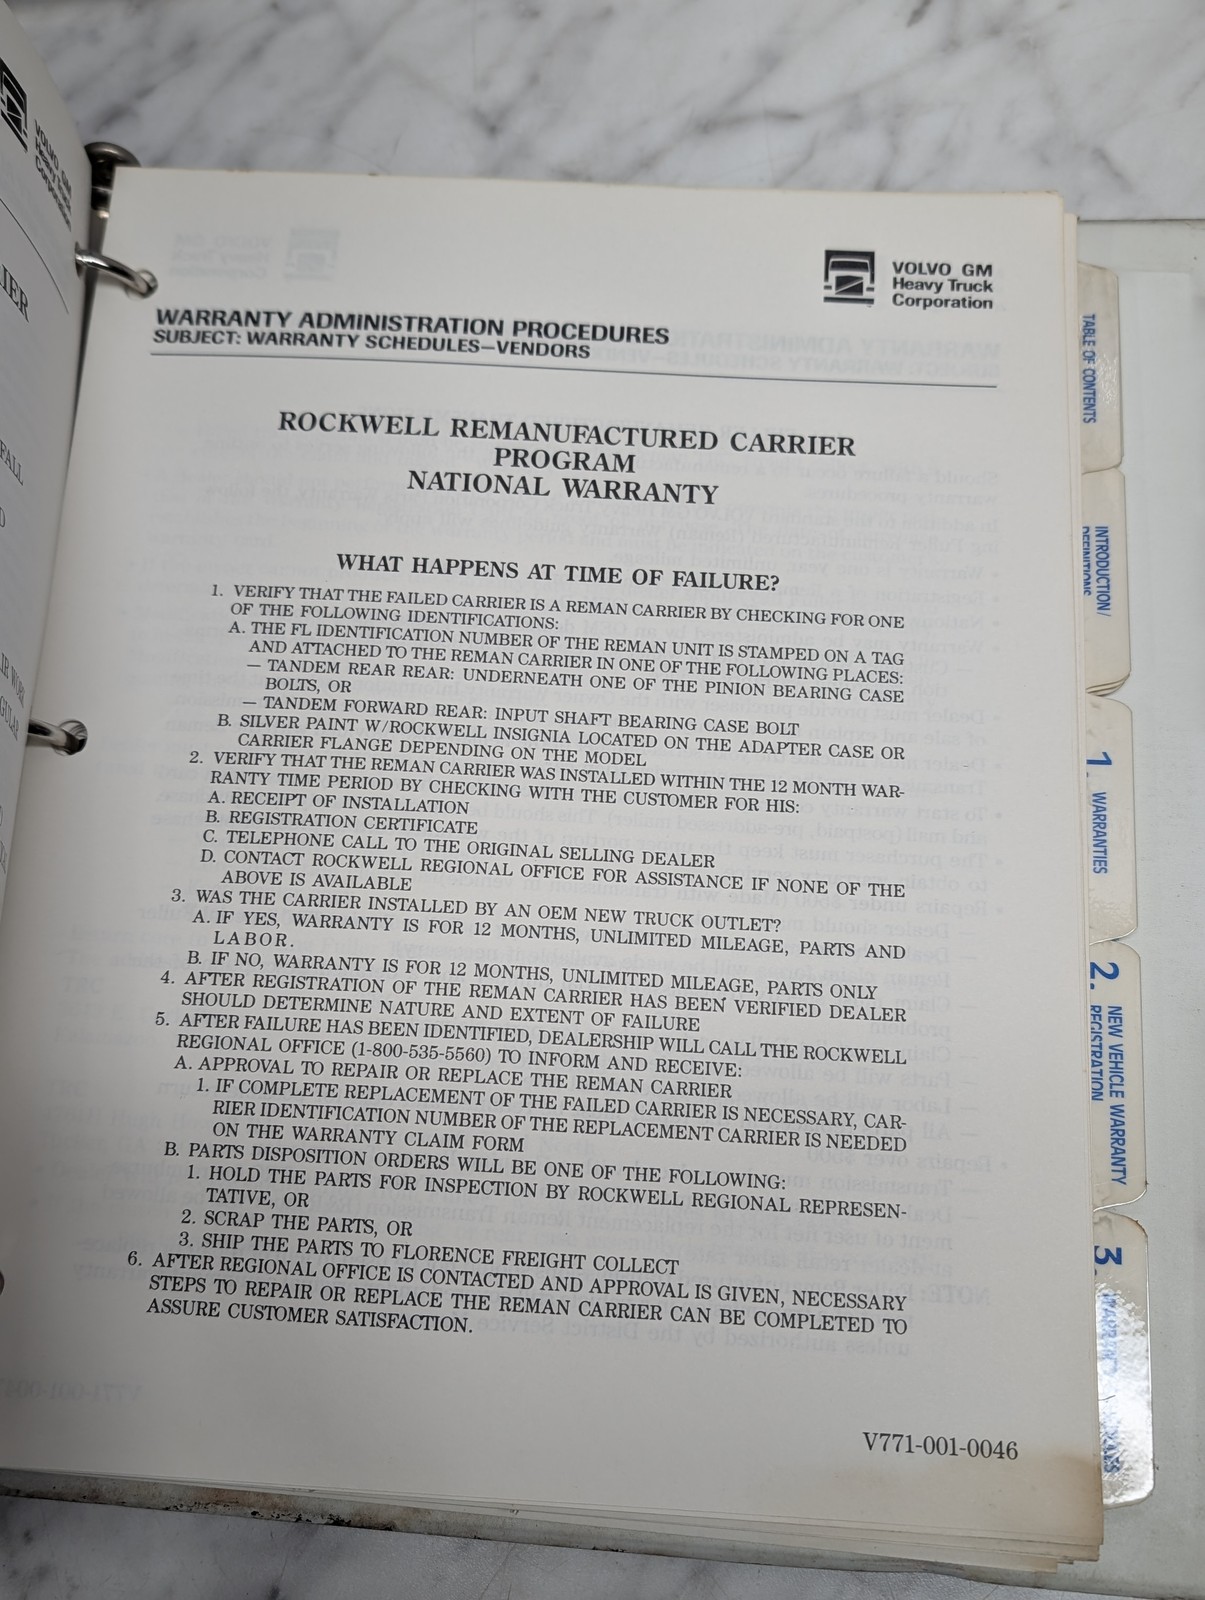 VOLVO GM
Heavy Truck
Corporation
IER
FALL
VOLVO GM
Heavy Truck
Corporation
WARRANTY ADMINISTRATION PROCEDURES
SUBJECT: WARRANTY SCHEDULES—VENDORS
ROCKWELL REMANUFACTURED CARRIER
PROGRAM
NATIONAL WARRANTY
WHAT HAPPENS AT TIME OF FAILURE?
1. VERIFY THAT THE FAILED CARRIER IS A REMAN CARRIER BY CHECKING FOR ONE
OF THE FOLLOWING IDENTIFICATIONS:
A. THE FL IDENTIFICATION NUMBER OF THE REMAN UNIT IS STAMPED ON A TAG
AND ATTACHED TO THE REMAN CARRIER IN ONE OF THE FOLLOWING PLACES:
— TANDEM REAR REAR: UNDERNEATH ONE OF THE PINION BEARING CASE
BOLTS, OR
— TANDEM FORWARD REAR: INPUT SHAFT BEARING CASE BOLT
B. SILVER PAINT W/ROCKWELL INSIGNIA LOCATED ON THE ADAPTER CASE OR
CARRIER FLANGE DEPENDING ON THE MODEL
2. VERIFY THAT THE REMAN CARRIER WAS INSTALLED WITHIN THE 12 MONTH WAR-
RANTY TIME PERIOD BY CHECKING WITH THE CUSTOMER FOR HIS:
A. RECEIPT OF INSTALLATION
B. REGISTRATION CERTIFICATE
C. TELEPHONE CALL TO THE ORIGINAL SELLING DEALER
D. CONTACT ROCKWELL REGIONAL OFFICE FOR ASSISTANCE IF NONE OF THE
ABOVE IS AVAILABLE
3. WAS THE CARRIER INSTALLED BY AN OEM NEW TRUCK OUTLET?
A. IF YES, WARRANTY IS FOR 12 MONTHS, UNLIMITED MILEAGE, PARTS AND
LABOR.
B. IF NO, WARRANTY IS FOR 12 MONTHS, UNLIMITED MILEAGE, PARTS ONLY
4. AFTER REGISTRATION OF THE REMAN CARRIER HAS BEEN VERIFIED DEALER
SHOULD DETERMINE NATURE AND EXTENT OF FAILURE
5. AFTER FAILURE HAS BEEN IDENTIFIED, DEALERSHIP WILL CALL THE ROCKWELL
REGIONAL OFFICE (1-800-535-5560) TO INFORM AND RECEIVE:
A. APPROVAL TO REPAIR OR REPLACE THE REMAN CARRIER
1. IF COMPLETE REPLACEMENT OF THE FAILED CARRIER IS NECESSARY, CAR-
RIER IDENTIFICATION NUMBER OF THE REPLACEMENT CARRIER IS NEEDED
ON THE WARRANTY CLAIM FORM
B. PARTS DISPOSITION ORDERS WILL BE ONE OF THE FOLLOWING:
1. HOLD THE PARTS FOR INSPECTION BY ROCKWELL REGIONAL REPRESEN-
TATIVE, OR
2. SCRAP THE PARTS, OR
3. SHIP THE PARTS TO FLORENCE FREIGHT COLLECT
6. AFTER REGIONAL OFFICE IS CONTACTED AND APPROVAL IS GIVEN, NECESSARY
STEPS TO REPAIR OR REPLACE THE REMAN CARRIER CAN BE COMPLETED TO
ASSURE CUSTOMER SATISFACTION.
V771-001-0046
TABLE OF CONTENTS
INTRODUCTION/
DEFINITIONS
1. WARRANTIES
2. NEW VEHICLE WARRANTY
REGISTRATION
3.